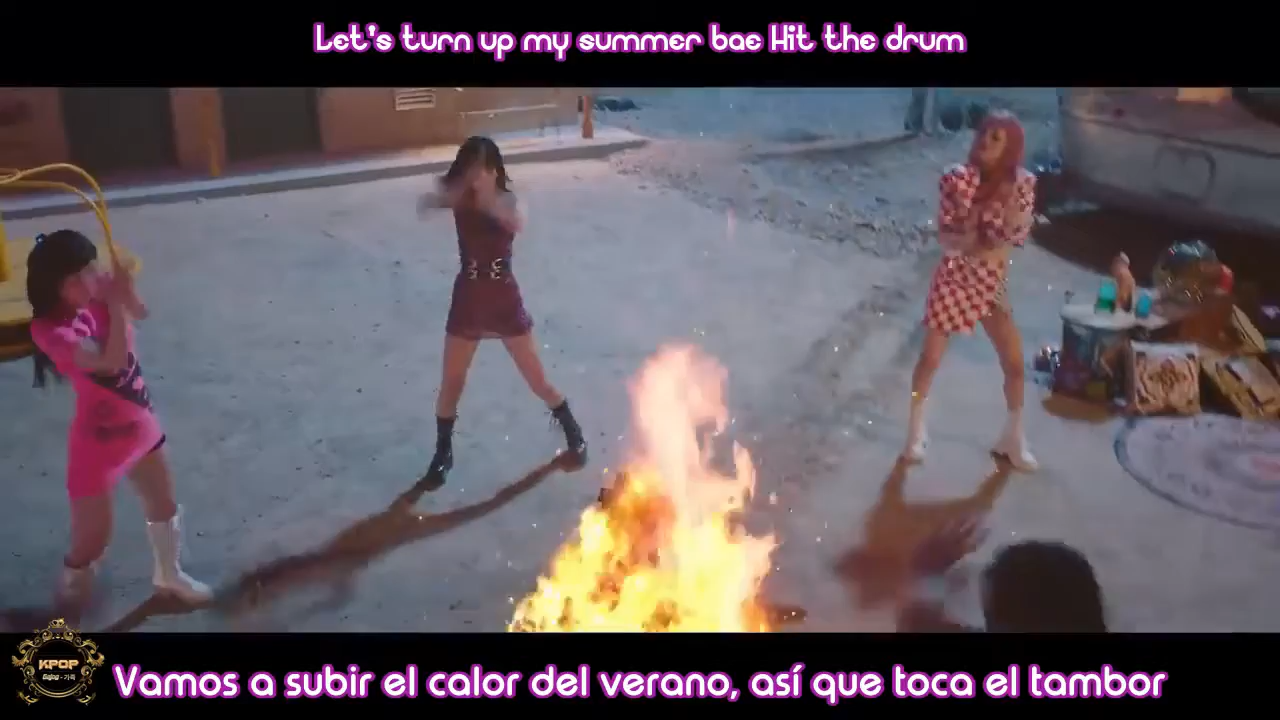 Let's turn up my summer bae Hit the drum
KPOP
Vamos a subir el calor del verano, así que toca el tambor